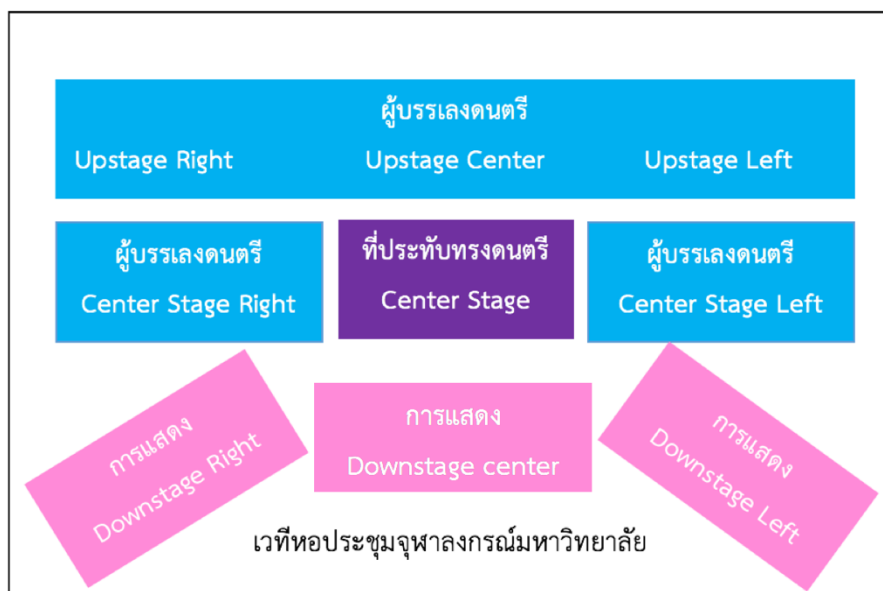 ผู้บรรเลงดนตรี
Upstage Right
Upstage Center
Upstage Left
ผู้บรรเลงดนตรี
Center Stage Right
ที่ประทับทรงดนตรี
Center Stage
ผู้บรรเลงดนตรี
Center Stage Left
การแสดง
Downstage Right
การแสดง
Downstage center
การแสดง
Downstage Left
เวทีหอประชุมจุฬาลงกรณ์มหาวิทยาลัย